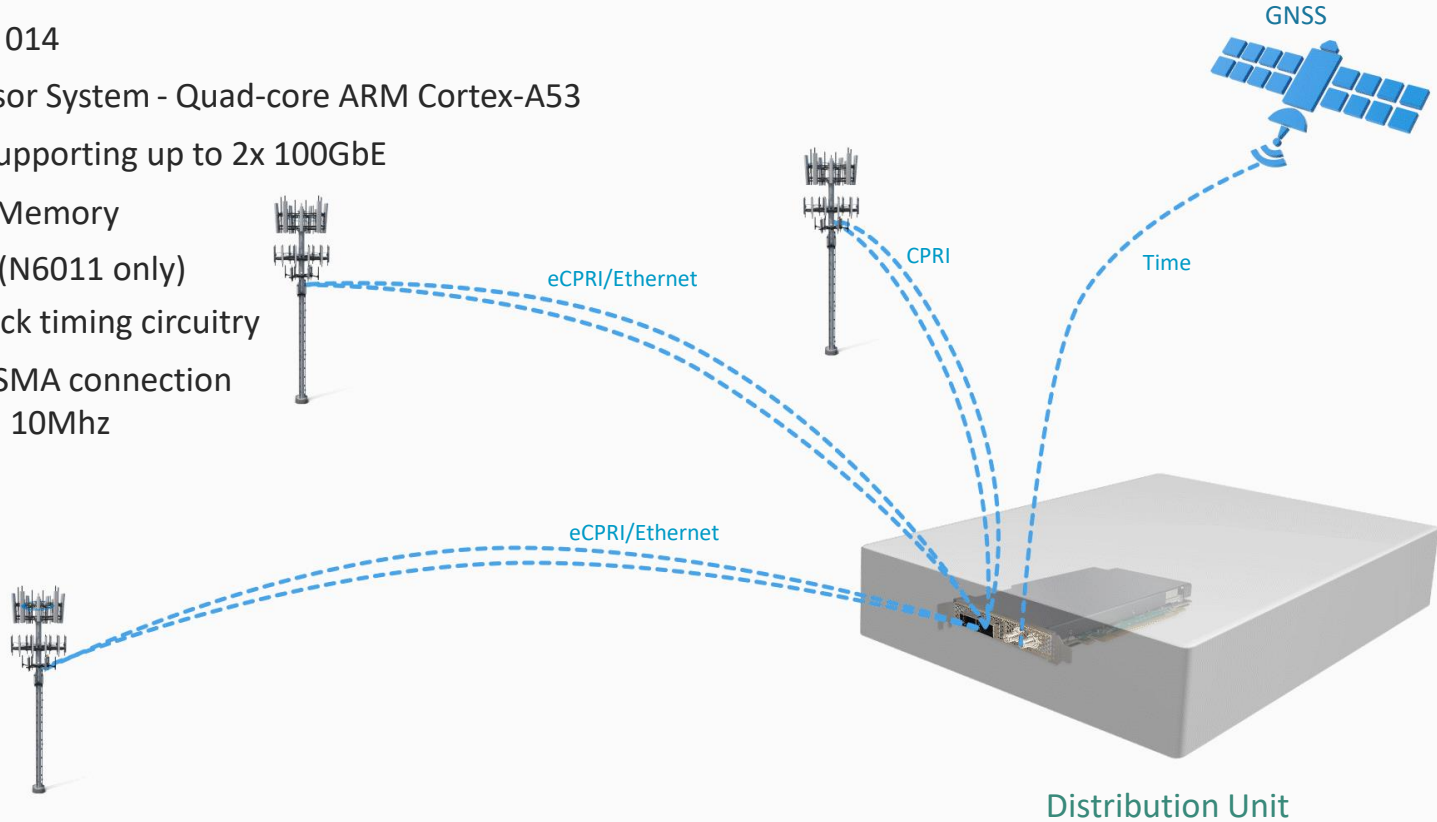 014
sor System - Quad-core ARM Cortex-A53
upporting up to 2x 100GbE
Memory
(N6011 only)
ck timing circuitry
SMA connection
10Mhz
GNSS
CPRI
Time
eCPRI/Ethernet
eCPRI/Ethernet
Distribution Unit